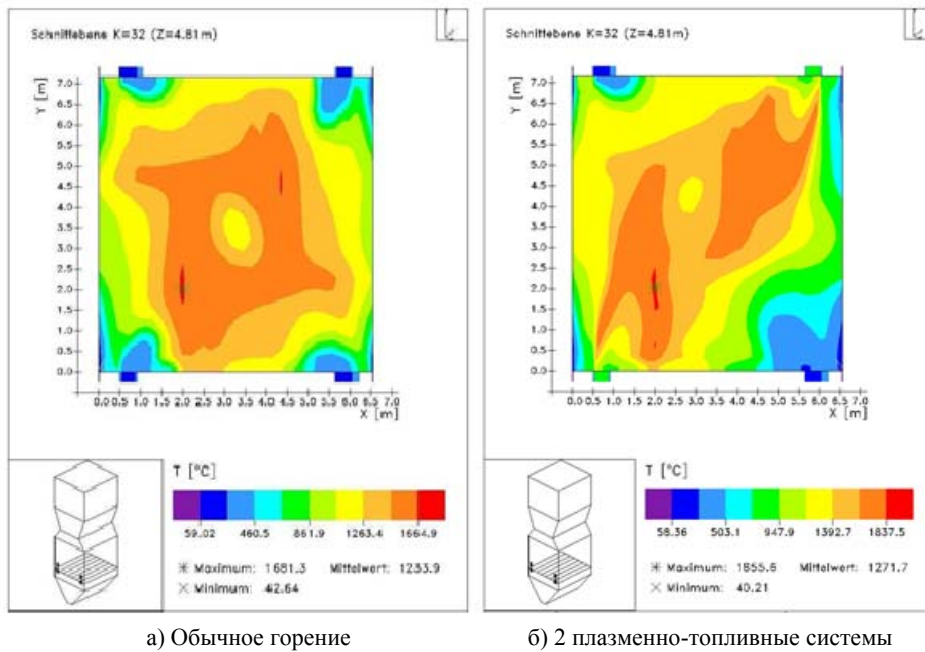 Schnittebene K=32 (Z=4.81m)
Y [m]
7.0
6.5
6.0
5.5
5.0
4.5
4.0
3.5
3.0
2.5
2.0
1.5
1.0
0.5
0.0
0.0 0.5 1.0 1.5 2.0 2.5 3.0 3.5 4.0 4.5 5.0 5.5 6.0 6.5 7.0
X [m]
T [°C]
59.02 460.5 861.9 1263.4 1664.9
Maximum: 1681.3 Mittelwert: 1233.9
Minimum: 42.64
а) Обычное горение
Schnittebene K=32 (Z=4.81m)
Y [m]
7.0
6.5
6.0
5.5
5.0
4.5
4.0
3.5
3.0
2.5
2.0
1.5
1.0
0.5
0.0
0.0 0.5 1.0 1.5 2.0 2.5 3.0 3.5 4.0 4.5 5.0 5.5 6.0 6.5 7.0
X [m]
T [°C]
58.36 503.1 947.9 1392.7 1837.5
Maximum: 1855.6 Mittelwert: 1271.7
Minimum: 40.21
б) 2 плазменно-топливные системы